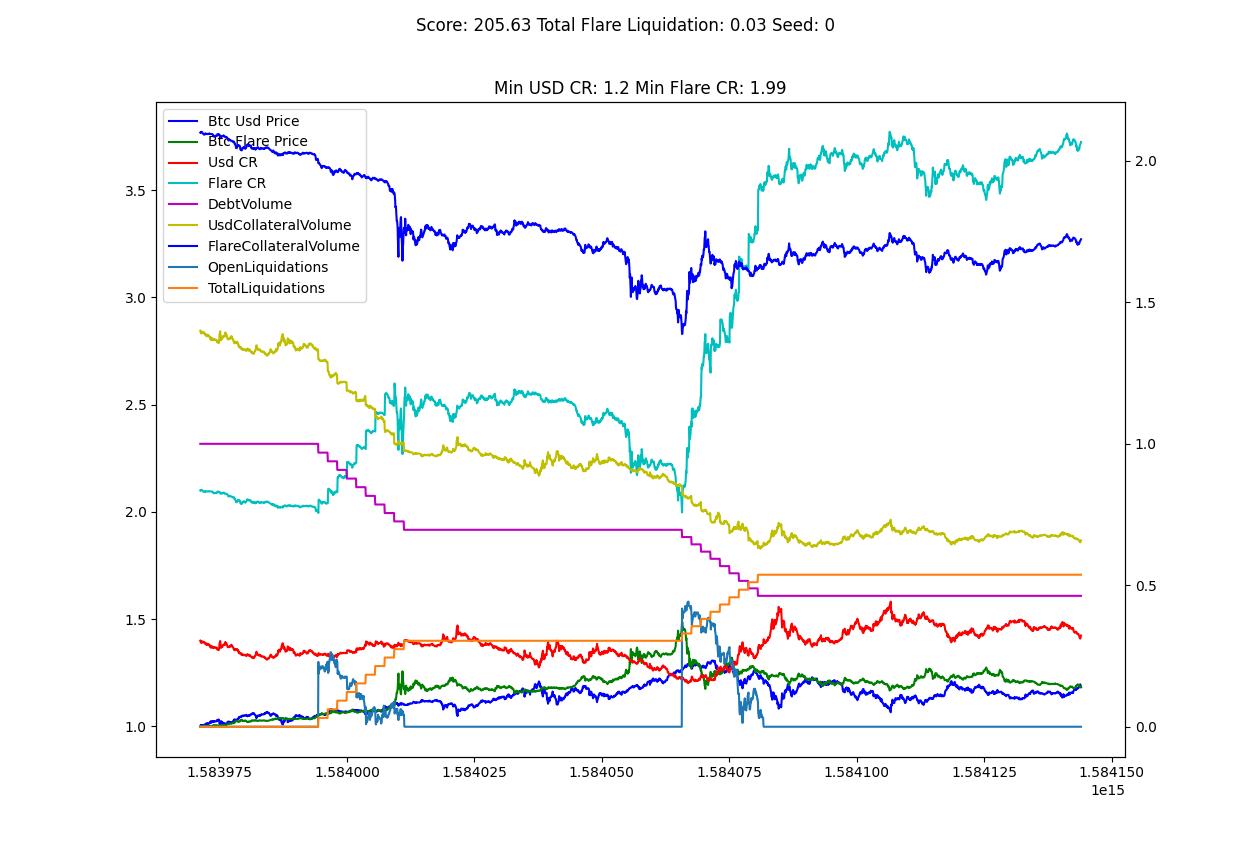 Score: 205.63 Total Flare Liquidation: 0.03 Seed: 0
Min USD CR: 1.2 Min Flare CR: 1.99
Btc Usd Price
Btc Flare Price
Usd CR
Flare CR
DebtVolume
UsdCollateralVolume
FlareCollateralVolume
OpenLiquidations
TotalLiquidations
3.5
3.0
2.5
2.0
1.5
1.0
2.0
1.5
1.0
0.5
0.0
1.583975 1.584000 1.584025 1.584050 1.584075 1.584100 1.584125 1.584150
1e15